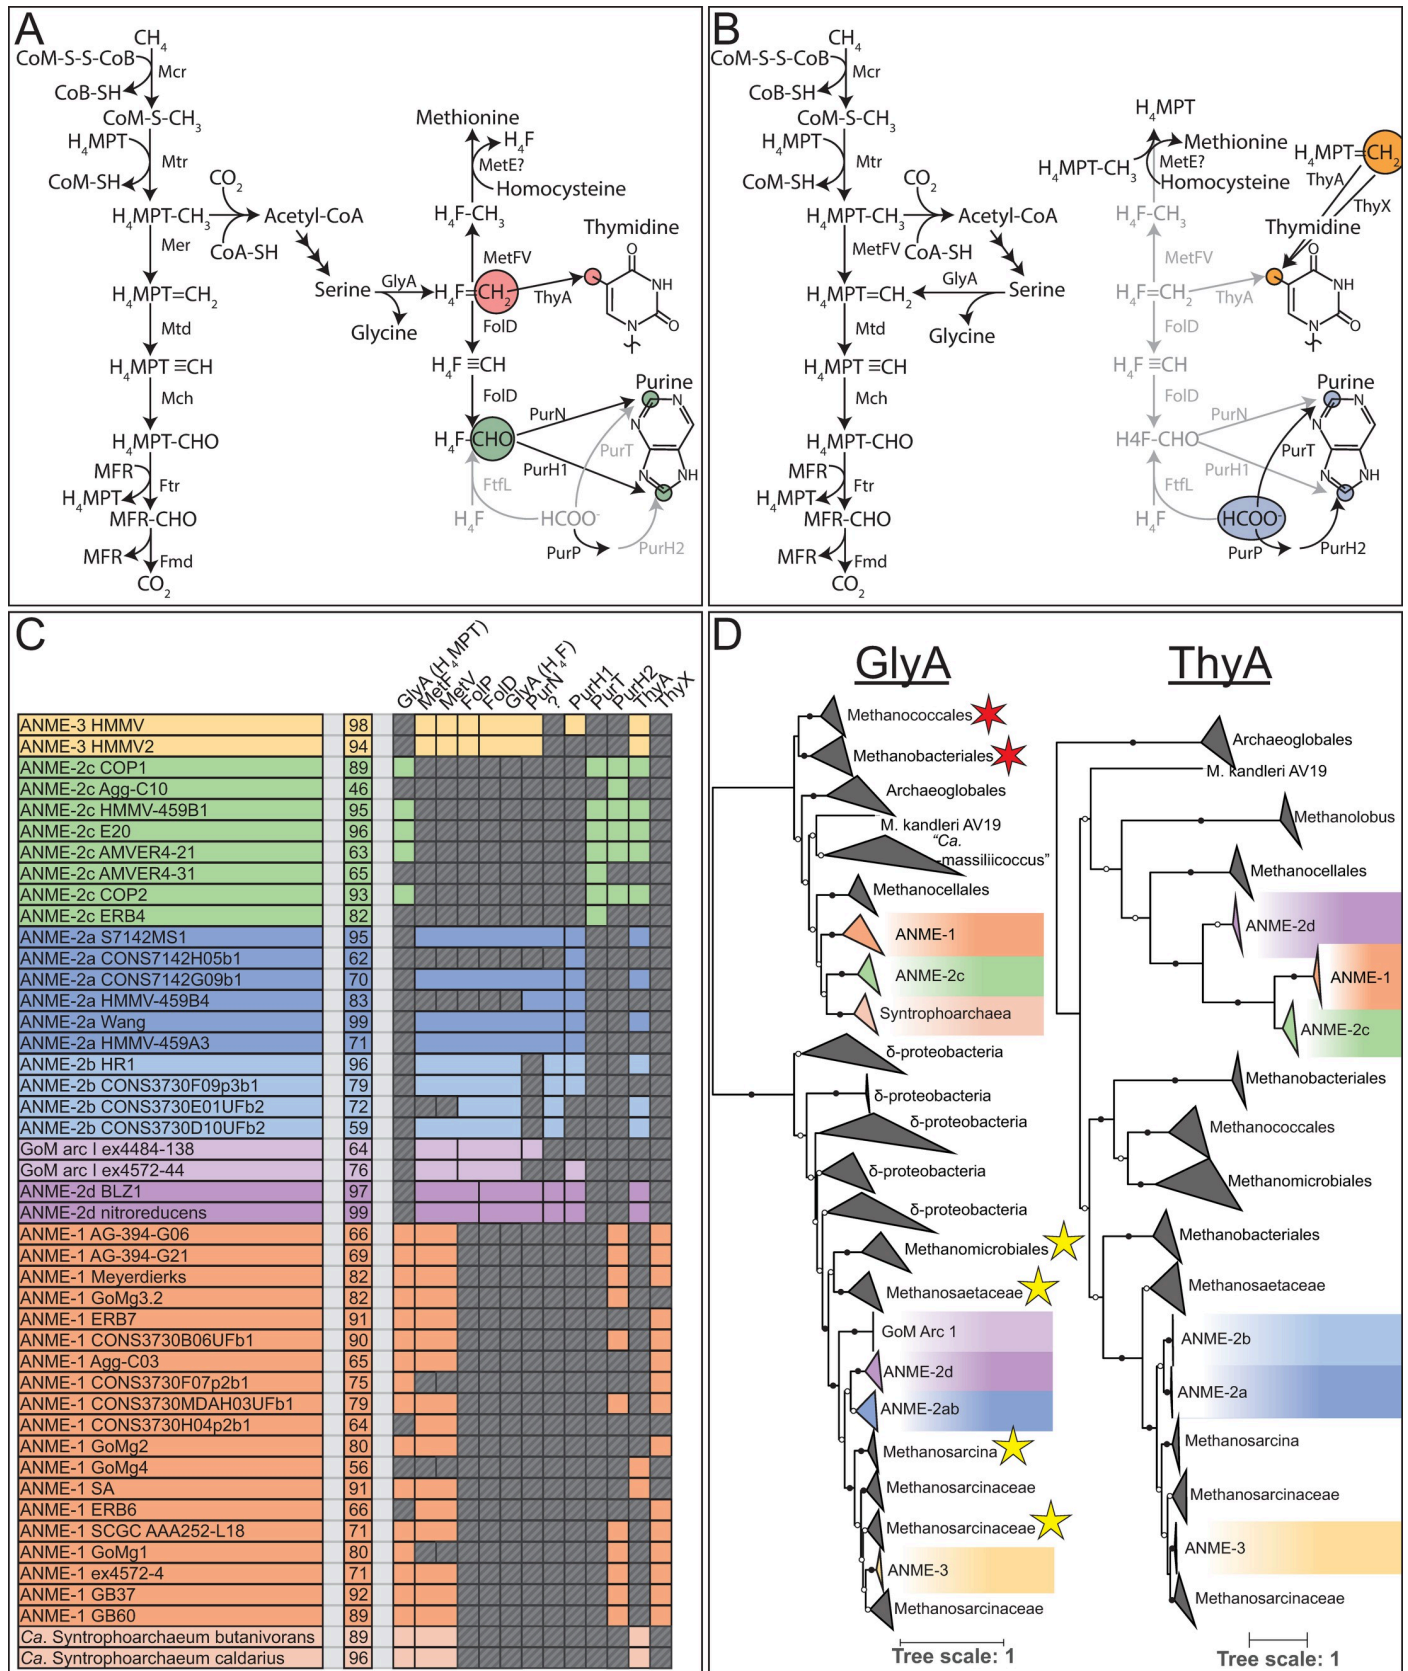 A
CH4
CoM-S-S-CoB
Mcr
CoB-SH
CoM-S-CH3
H4MPT
Mtr
CoM-SH
CO2
H4MPT-CH3
Acetyl-CoA
Mer
CoA-SH
H4MPT=CH2
Serine
GlyA
Glycine
Mtd
H4MPT≡CH
Mch
H4MPT-CHO
MFR
Ftr
H4MPT
MFR-CHO
MFR
Fmd
CO2
Methionine
H4F
MetE?
Homocysteine
H4F-CH3
MetFV
H4F=CH2
ThyA
Thymidine
O
NH
N
O
FolD
H4F≡CH
FolD
H4F-CHO
PurN
PurH1
PurT
FtfL
H4F
HCOO-
PurP
PurH2
Purine
N
N
N
NH
B
CH4
CoM-S-S-CoB
Mcr
CoB-SH
CoM-S-CH3
H4MPT
Mtr
CoM-SH
CO2
H4MPT-CH3
Acetyl-CoA
MetFV
CoA-SH
H4MPT=CH2
GlyA
Serine
Glycine
Mtd
H4MPT≡CH
Mch
H4MPT-CHO
MFR
Ftr
H4MPT
MFR-CHO
MFR
Fmd
CO2
H4MPT
Methionine
H4MPT-CH3
MetE?
Homocysteine
H4MPT=CH2
ThyA
ThyX
H4F-CH3
MetFV
Thymidine
H4F=CH2
ThyA
O
NH
N
O
FolD
H4F≡CH
FolD
H4F-CHO
PurN
PurH1
PurT
FtfL
H4F
HCOO-
PurP
PurH2
Purine
N
N
N
NH
C
GlyA (H4MPT)
MetF
MetV
FolP
FolD
GlyA (H4F)
PurN
?
PurH1
PurT
PurH2
ThyA
ThyX
ANME-3 HMMV 98
ANME-3 HMMV2 94
ANME-2c COP1 89
ANME-2c Agg-C10 46
ANME-2c HMMV-459B1 95
ANME-2c E20 96
ANME-2c AMVER4-21 63
ANME-2c AMVER4-31 65
ANME-2c COP2 93
ANME-2c ERB4 82
ANME-2a S7142MS1 95
ANME-2a CONS7142H05b1 62
ANME-2a CONS7142G09b1 70
ANME-2a HMMV-459B4 83
ANME-2a Wang 99
ANME-2a HMMV-459A3 71
ANME-2b HR1 96
ANME-2b CONS3730F09p3b1 79
ANME-2b CONS3730E01UFb2 72
ANME-2b CONS3730D10UFb2 59
GoM arc I ex4484-138 64
GoM arc I ex4572-44 76
ANME-2d BLZ1 97
ANME-2d nitroreducens 99
ANME-1 AG-394-G06 66
ANME-1 AG-394-G21 69
ANME-1 Meyerdierks 82
ANME-1 GoMg3.2 82
ANME-1 ERB7 91
ANME-1 CONS3730B06UFb1 90
ANME-1 Agg-C03 65
ANME-1 CONS3730F07p2b1 75
ANME-1 CONS3730MDAH03UFb1 79
ANME-1 CONS3730H04p2b1 64
ANME-1 GoMg2 80
ANME-1 GoMg4 56
ANME-1 SA 91
ANME-1 ERB6 66
ANME-1 SCGC AAA252-L18 71
ANME-1 GoMg1 80
ANME-1 ex4572-4 71
ANME-1 GB37 92
ANME-1 GB60 89
Ca. Syntrophoarchaeum butanivorans 89
Ca. Syntrophoarchaeum caldarius 96
D
GlyA
Methanococcales
Methanobacteriales
Archaeoglobales
M. kandleri AV19
"Ca.
-massiliicoccus"
Methanocellales
ANME-1
ANME-2c
Syntrophoarchaea
δ-proteobacteria
δ-proteobacteria
δ-proteobacteria
δ-proteobacteria
δ-proteobacteria
Methanomicrobiales
Methanosaetaceae
GoM Arc 1
ANME-2d
ANME-2ab
Methanosarcina
Methanosarcinaceae
Methanosarcinaceae
ANME-3
Methanosarcinaceae
Tree scale: 1
ThyA
Archaeoglobales
M. kandleri AV19
Methanolobus
Methanocellales
ANME-2d
ANME-1
ANME-2c
Methanobacteriales
Methanococcales
Methanomicrobiales
Methanobacteriales
Methanosaetaceae
ANME-2b
ANME-2a
Methanosarcina
Methanosarcinaceae
ANME-3
Methanosarcinaceae
Tree scale: 1